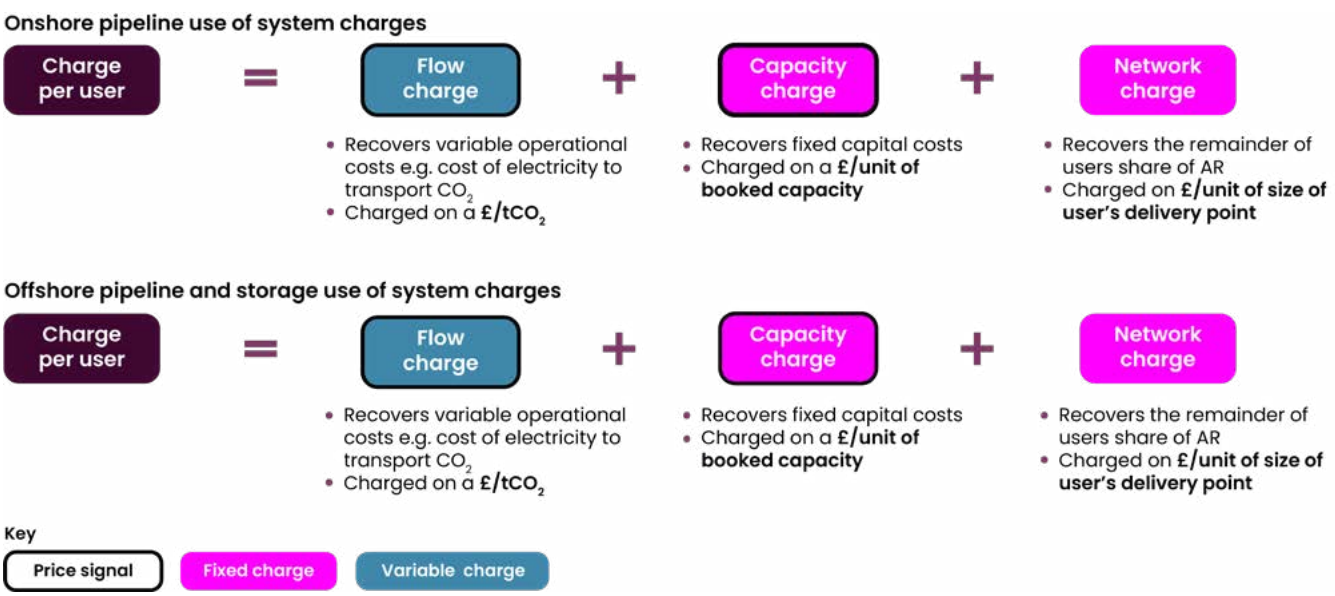 Onshore pipeline use of system charges
Charge
per user
=
Flow
charge
+
Capacity
charge
+
Network
charge
• Recovers variable operational
costs e.g. cost of electricity to
transport CO₂
• Charged on a £/tCO₂
• Recovers fixed capital costs
• Charged on a £/unit of
booked capacity
• Recovers the remainder of
users share of AR
• Charged on £/unit of size of
user's delivery point
Offshore pipeline and storage use of system charges
Charge
per user
=
Flow
charge
+
Capacity
charge
+
Network
charge
• Recovers variable operational
costs e.g. cost of electricity to
transport CO₂
• Charged on a £/tCO₂
• Recovers fixed capital costs
• Charged on a £/unit of
booked capacity
• Recovers the remainder of
users share of AR
• Charged on £/unit of size of
user's delivery point
Key
Price signal
Fixed charge
Variable charge